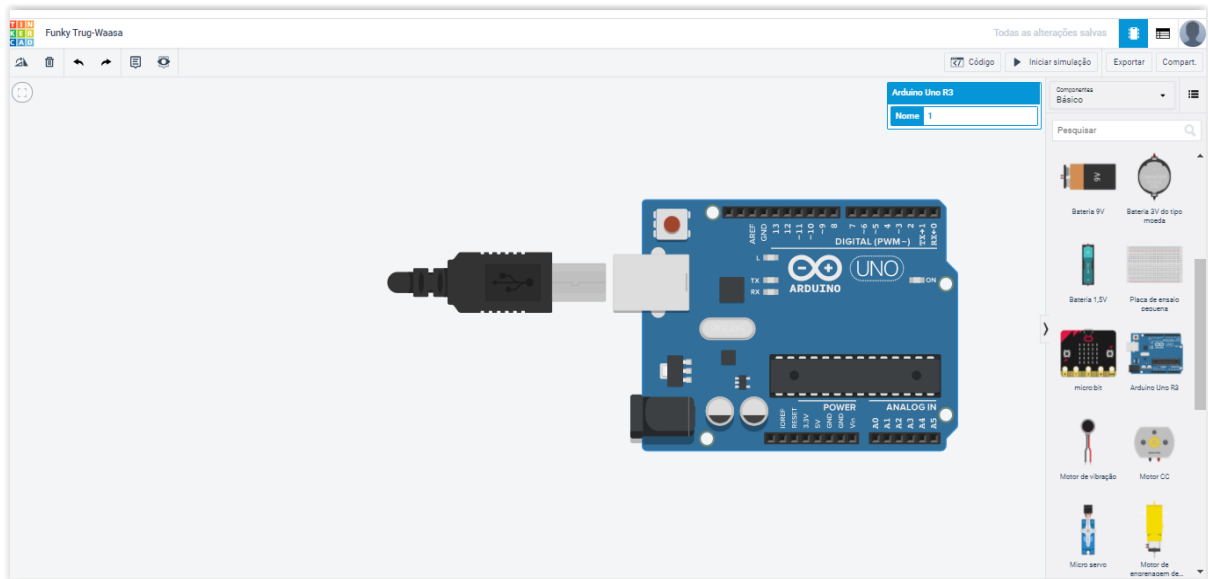 TIN
KER
CAD
Funky Trug-Waasa
Todas as alterações salvas
Código
Iniciar simulação
Exportar
Compart.
Arduino Uno R3
Nome 1
Componentes
Básico
Pesquisar
9V
Bateria 9V
Bateria 3V do tipo
moeda
Bateria 1,5V
Placa de ensaio
pequena
micro:bit
Arduino Uno R3
Motor de vibração
Motor CC
Micro servo
Motor de
engrenagem de...
AREF
GND
13
12
~11
~10
~9
8
7
~6
~5
4
~3
2
TX→1
RX←0
DIGITAL (PWM~)
L
TX
RX
ARDUINO
UNO
ON
POWER
ANALOG IN
IOREF
RESET
3.3V
5V
GND
GND
Vin
A0
A1
A2
A3
A4
A5